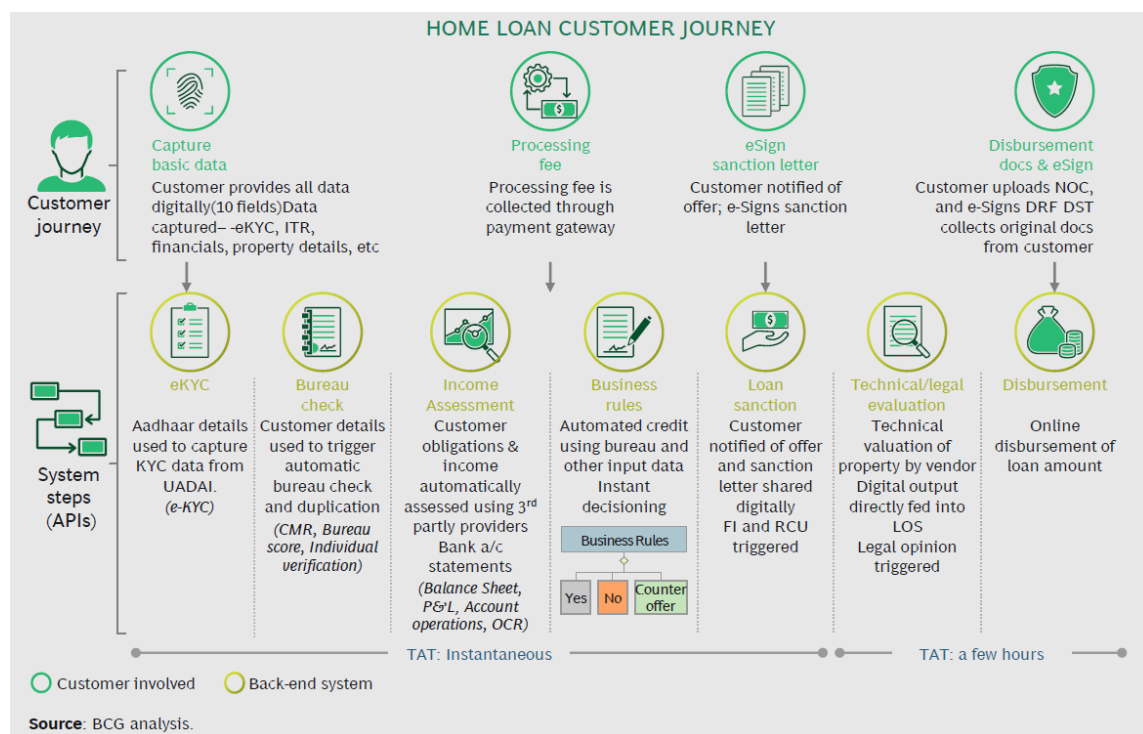 HOME LOAN CUSTOMER JOURNEY
Customer
journey
Capture
basic data
Customer provides all data
digitally(10 fields)Data
captured– -eKYC, ITR,
financials, property details, etc
Processing
fee
Processing fee is
collected through
payment gateway
eSign
sanction letter
Customer notified of
offer; e-Signs sanction
letter
Disbursement
docs & eSign
Customer uploads NOC,
and e-Signs DRF DST
collects original docs
from customer
System
steps
(APIs)
eKYC
Aadhaar details
used to capture
KYC data from
UADAI.
(e-KYC)
Bureau
check
Customer details
used to trigger
automatic
bureau check
and duplication
(CMR, Bureau
score, Individual
verification)
Income
Assessment
Customer
obligations &
income
automatically
assessed using 3rd
partly providers
Bank a/c
statements
(Balance Sheet,
P&L, Account
operations, OCR)
Business
rules
Automated credit
using bureau and
other input data
Instant
decisioning
Business Rules
Yes
No
Counter
offer
Loan
sanction
Customer
notified of offer
and sanction
letter shared
digitally
FI and RCU
triggered
Technical/legal
evaluation
Technical
valuation of
property by vendor
Digital output
directly fed into
LOS
Legal opinion
triggered
Disbursement
Online
disbursement of
loan amount
TAT: Instantaneous
TAT: a few hours
Customer involved
Back-end system
Source: BCG analysis.